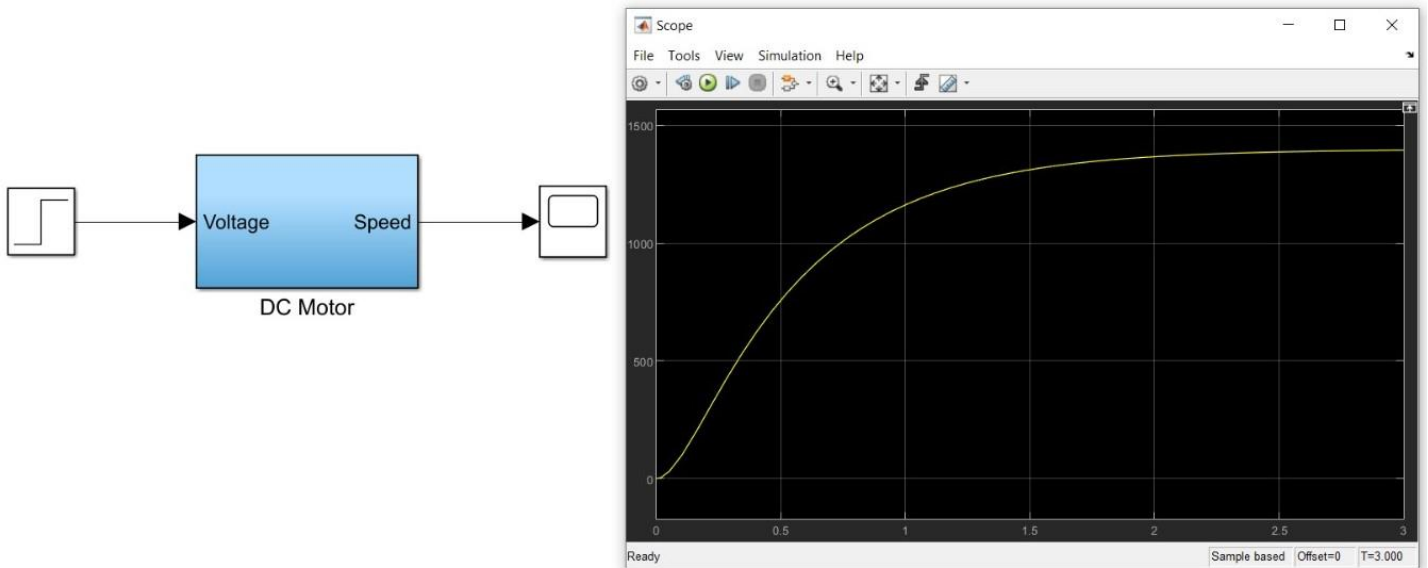 Voltage Speed
DC Motor
Scope
File Tools View Simulation Help
1500
1000
500
0
0 0.5 1 1.5 2 2.5 3
Ready Sample based Offset=0 T=3.000